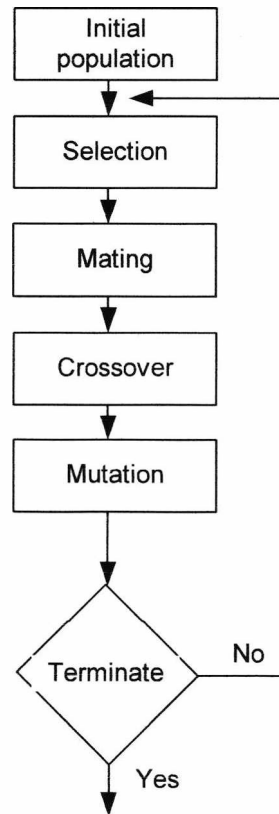 Initial
population
Selection
Mating
Crossover
Mutation
Terminate
No
Yes